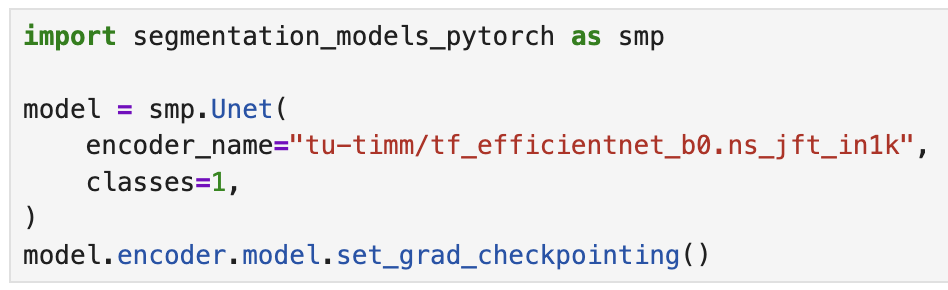 import segmentation_models_pytorch as smp

model = smp.Unet(
    encoder_name="tu-timm/tf_efficientnet_b0.ns_jft_in1k",
    classes=1,
)
model.encoder.model.set_grad_checkpointing()